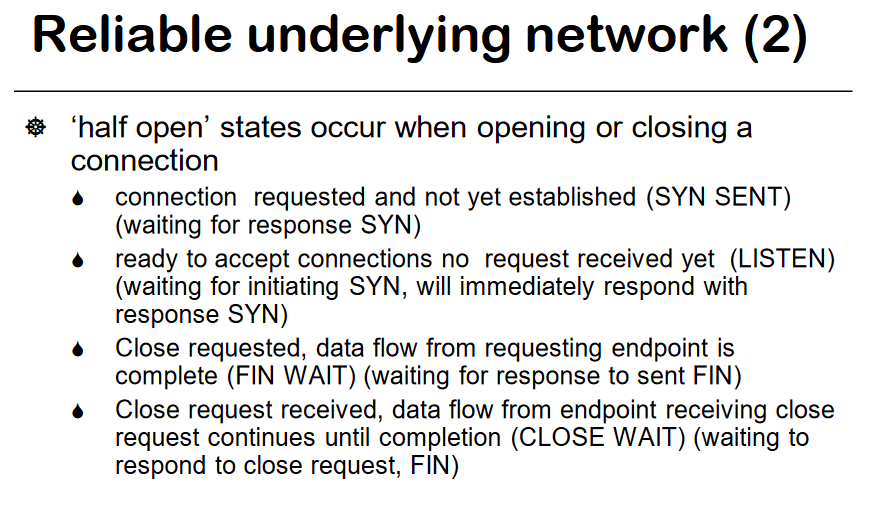 Reliable underlying network (2)
‘half open’ states occur when opening or closing a
connection
connection requested and not yet established (SYN SENT)
(waiting for response SYN)
ready to accept connections no request received yet (LISTEN)
(waiting for initiating SYN, will immediately respond with
response SYN)
Close requested, data flow from requesting endpoint is
complete (FIN WAIT) (waiting for response to sent FIN)
Close request received, data flow from endpoint receiving close
request continues until completion (CLOSE WAIT) (waiting to
respond to close request, FIN)